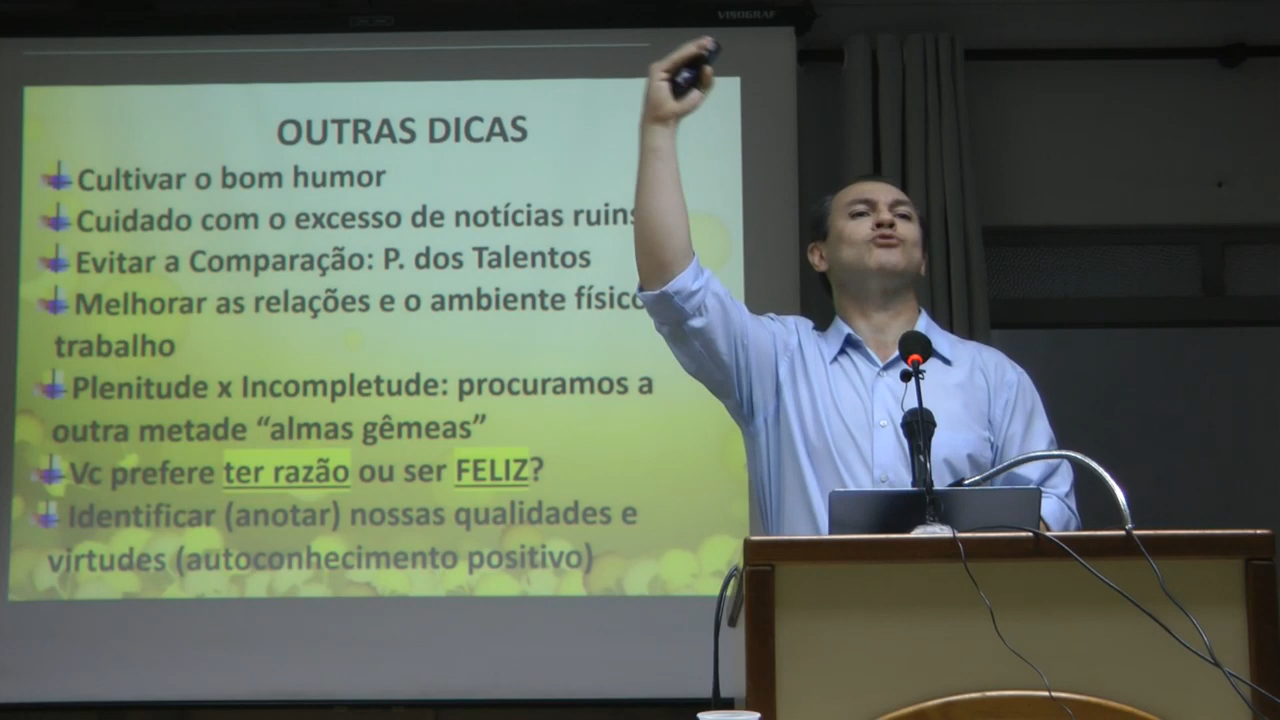 VISOGRAF
OUTRAS DICAS
Cultivar o bom humor
Cuidado com o excesso de notícias ruins
Evitar a Comparação: P. dos Talentos
Melhorar as relações e o ambiente físico
trabalho
Plenitude x Incompletude: procuramos a
outra metade “almas gêmeas”
Vc prefere ter razão ou ser FELIZ?
Identificar (anotar) nossas qualidades e
virtudes (autoconhecimento positivo)